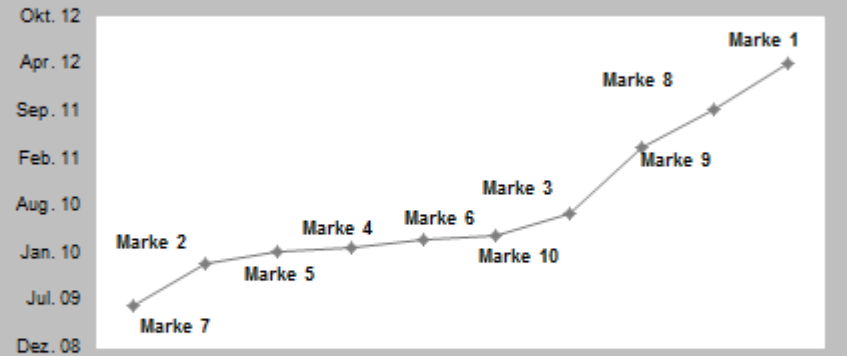 Okt. 12
Marke 1
Apr. 12
Marke 8
Sep. 11
Feb. 11
Marke 9
Marke 3
Aug. 10
Marke 6
Marke 4
Marke 2
Jan. 10
Marke 10
Marke 5
Jul. 09
Marke 7
Dez. 08